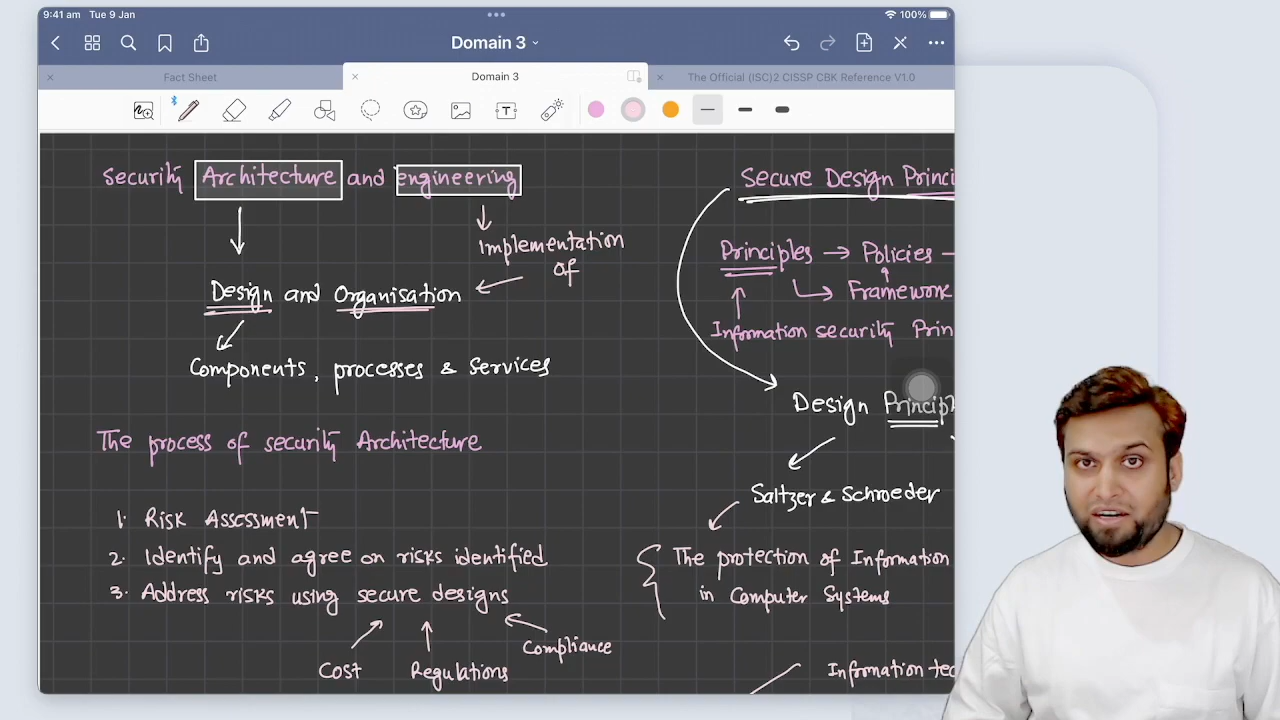 9:41 am Tue 9 Jan
100%
Domain 3
Fact Sheet
Domain 3
The Official (ISC)2 CISSP CBK Reference V1.0
Security Architecture and engineering
Implementation
of
Design and Organisation
Components, processes & services
The process of security Architecture
1. Risk Assessment
2. Identify and agree on risks identified
3. Address risks using secure designs
Cost
Regulations
Compliance
Secure Design Princi
Principles → Policies –
Framework
Information security Prin
Design Principl
Saltzer & Schroeder
The protection of Information
in Computer Systems
Information tec